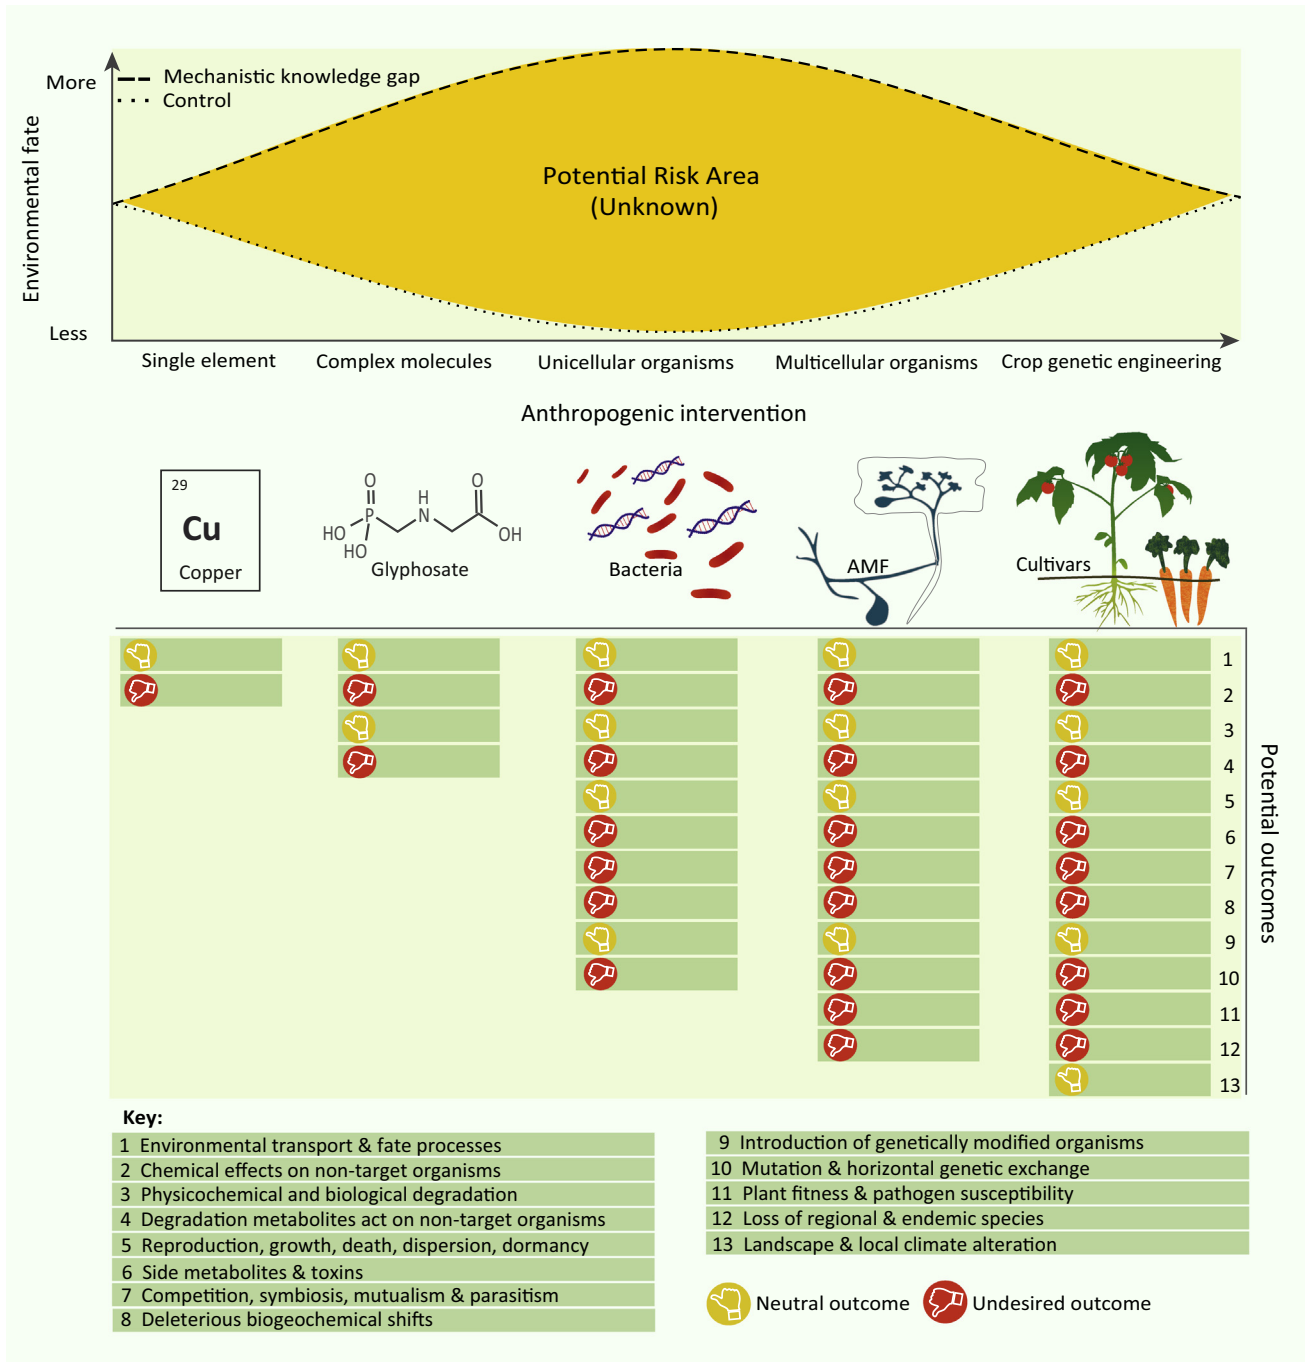 More
Mechanistic knowledge gap
Control
Environmental fate
Potential Risk Area
(Unknown)
Less
Single element
Complex molecules
Unicellular organisms
Multicellular organisms
Crop genetic engineering
Anthropogenic intervention
29
Cu
Copper
O
HO
P
HO
H
N
O
OH
Glyphosate
Bacteria
AMF
Cultivars
1
2
3
4
5
6
7
8
9
10
11
12
13
Potential outcomes
Key:
1 Environmental transport & fate processes
2 Chemical effects on non-target organisms
3 Physicochemical and biological degradation
4 Degradation metabolites act on non-target organisms
5 Reproduction, growth, death, dispersion, dormancy
6 Side metabolites & toxins
7 Competition, symbiosis, mutualism & parasitism
8 Deleterious biogeochemical shifts
9 Introduction of genetically modified organisms
10 Mutation & horizontal genetic exchange
11 Plant fitness & pathogen susceptibility
12 Loss of regional & endemic species
13 Landscape & local climate alteration
Neutral outcome
Undesired outcome